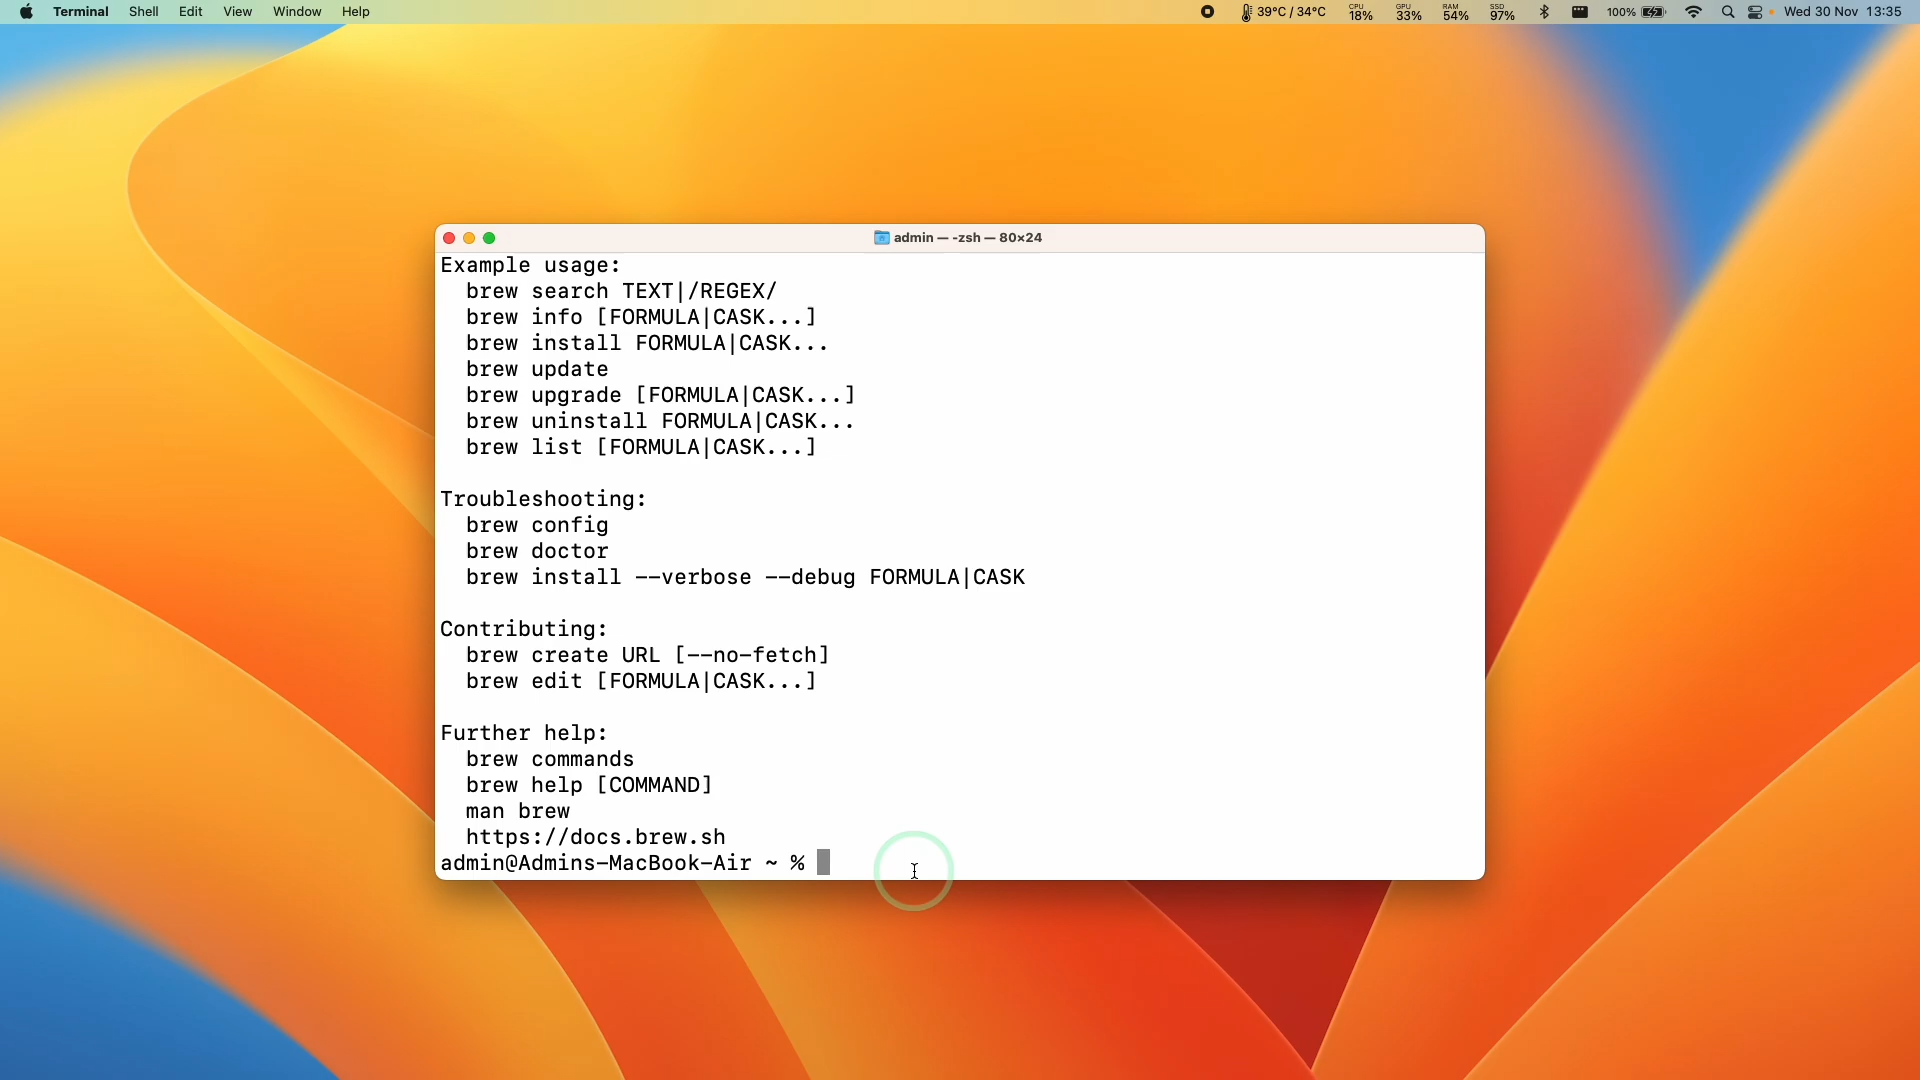 Terminal Shell Edit View Window Help 39°C / 34°C CPU 18% GPU 33% RAM 54% SSD 97% 100% Wed 30 Nov 13:35
admin — -zsh — 80×24
Example usage:
brew search TEXT|/REGEX/
brew info [FORMULA|CASK...]
brew install FORMULA|CASK...
brew update
brew upgrade [FORMULA|CASK...]
brew uninstall FORMULA|CASK...
brew list [FORMULA|CASK...]
Troubleshooting:
brew config
brew doctor
brew install --verbose --debug FORMULA|CASK
Contributing:
brew create URL [--no-fetch]
brew edit [FORMULA|CASK...]
Further help:
brew commands
brew help [COMMAND]
man brew
https://docs.brew.sh
admin@Admins-MacBook-Air ~ %